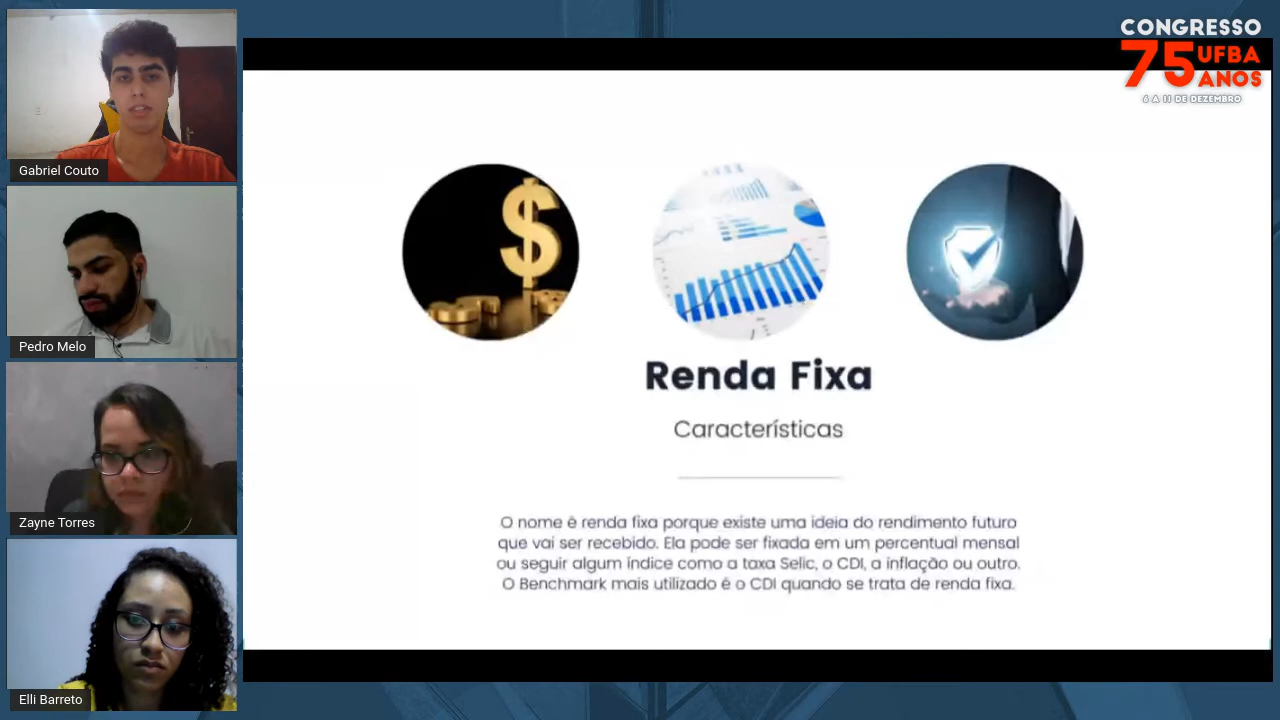 CONGRESSO
75 UFBA
ANOS
6 A 11 DE DEZEMBRO
Gabriel Couto
Pedro Melo
Zayne Torres
Elli Barreto
Renda Fixa
Características
O nome é renda fixa porque existe uma ideia do rendimento futuro
que vai ser recebido. Ela pode ser fixada em um percentual mensal
ou seguir algum índice como a taxa Selic, o CDI, a inflação ou outro.
O Benchmark mais utilizado é o CDI quando se trata de renda fixa.